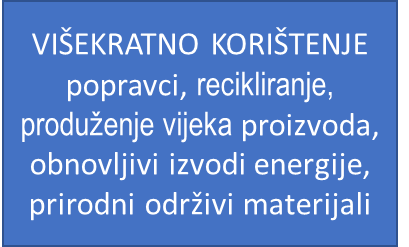 VIŠEKRATNO KORIŠTENJE
popravci, recikliranje,
produženje vijeka proizvoda,
obnovljivi izvodi energije,
prirodni održivi materijali